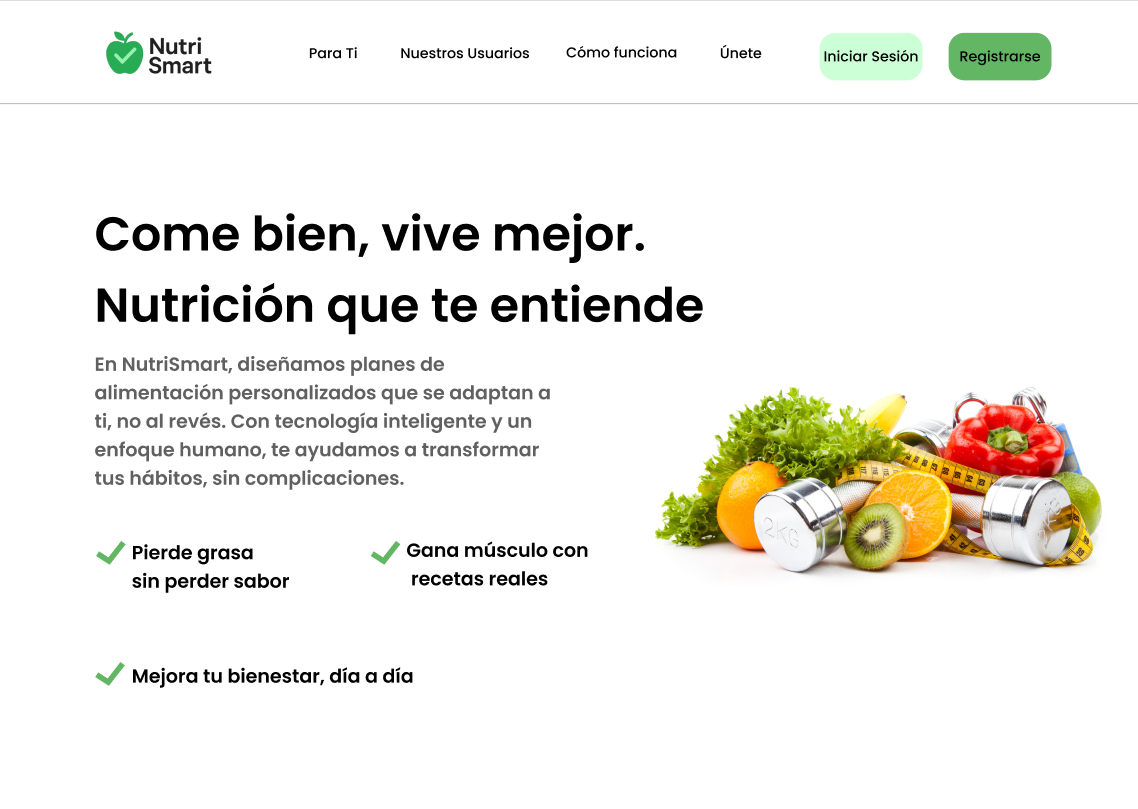 Nutri
Smart
Para Ti
Nuestros Usuarios
Cómo funciona
Únete
Iniciar Sesión
Registrarse
Come bien, vive mejor.
Nutrición que te entiende
En NutriSmart, diseñamos planes de
alimentación personalizados que se adaptan a
ti, no al revés. Con tecnología inteligente y un
enfoque humano, te ayudamos a transformar
tus hábitos, sin complicaciones.
Pierde grasa
sin perder sabor
Gana músculo con
recetas reales
Mejora tu bienestar, día a día
2KG